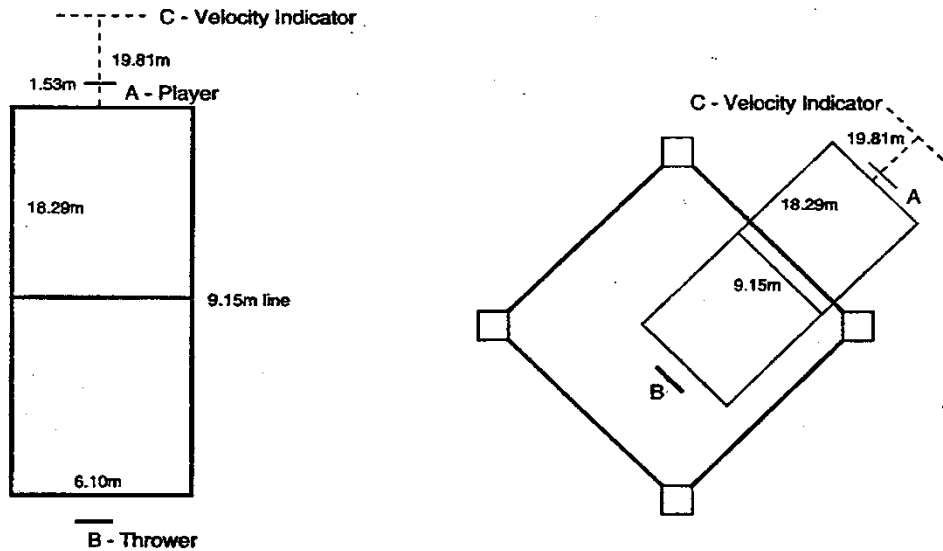 C - Velocity Indicator
19.81m
1.53m
A - Player
18.29m
9.15m line
6.10m
B - Thrower
C - Velocity Indicator
19.81m
A
18.29m
9.15m
B